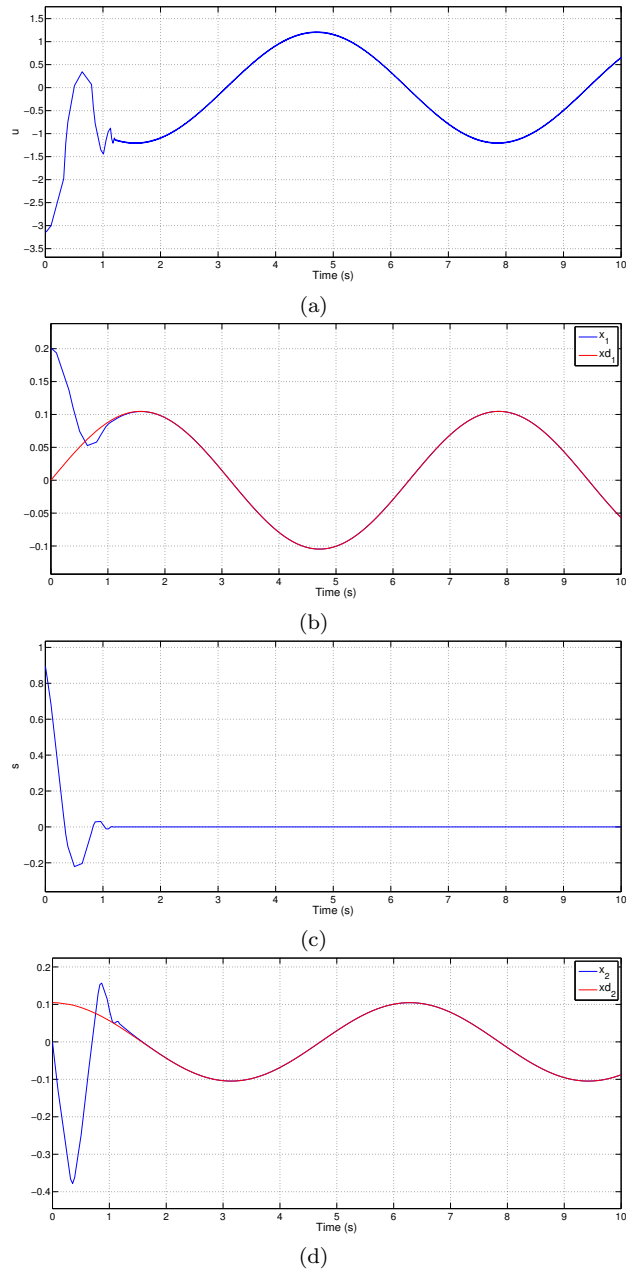 1.5
1
0.5
0
−0.5
−1
−1.5
−2
−2.5
−3
−3.5
u
0 1 2 3 4 5 6 7 8 9 10
Time (s)
(a)
0.2
0.15
0.1
0.05
0
−0.05
−0.1
x1
xd1
0 1 2 3 4 5 6 7 8 9 10
Time (s)
(b)
1
0.8
0.6
0.4
0.2
0
−0.2
s
0 1 2 3 4 5 6 7 8 9 10
Time (s)
(c)
0.2
0.1
0
−0.1
−0.2
−0.3
−0.4
x2
xd2
0 1 2 3 4 5 6 7 8 9 10
Time (s)
(d)